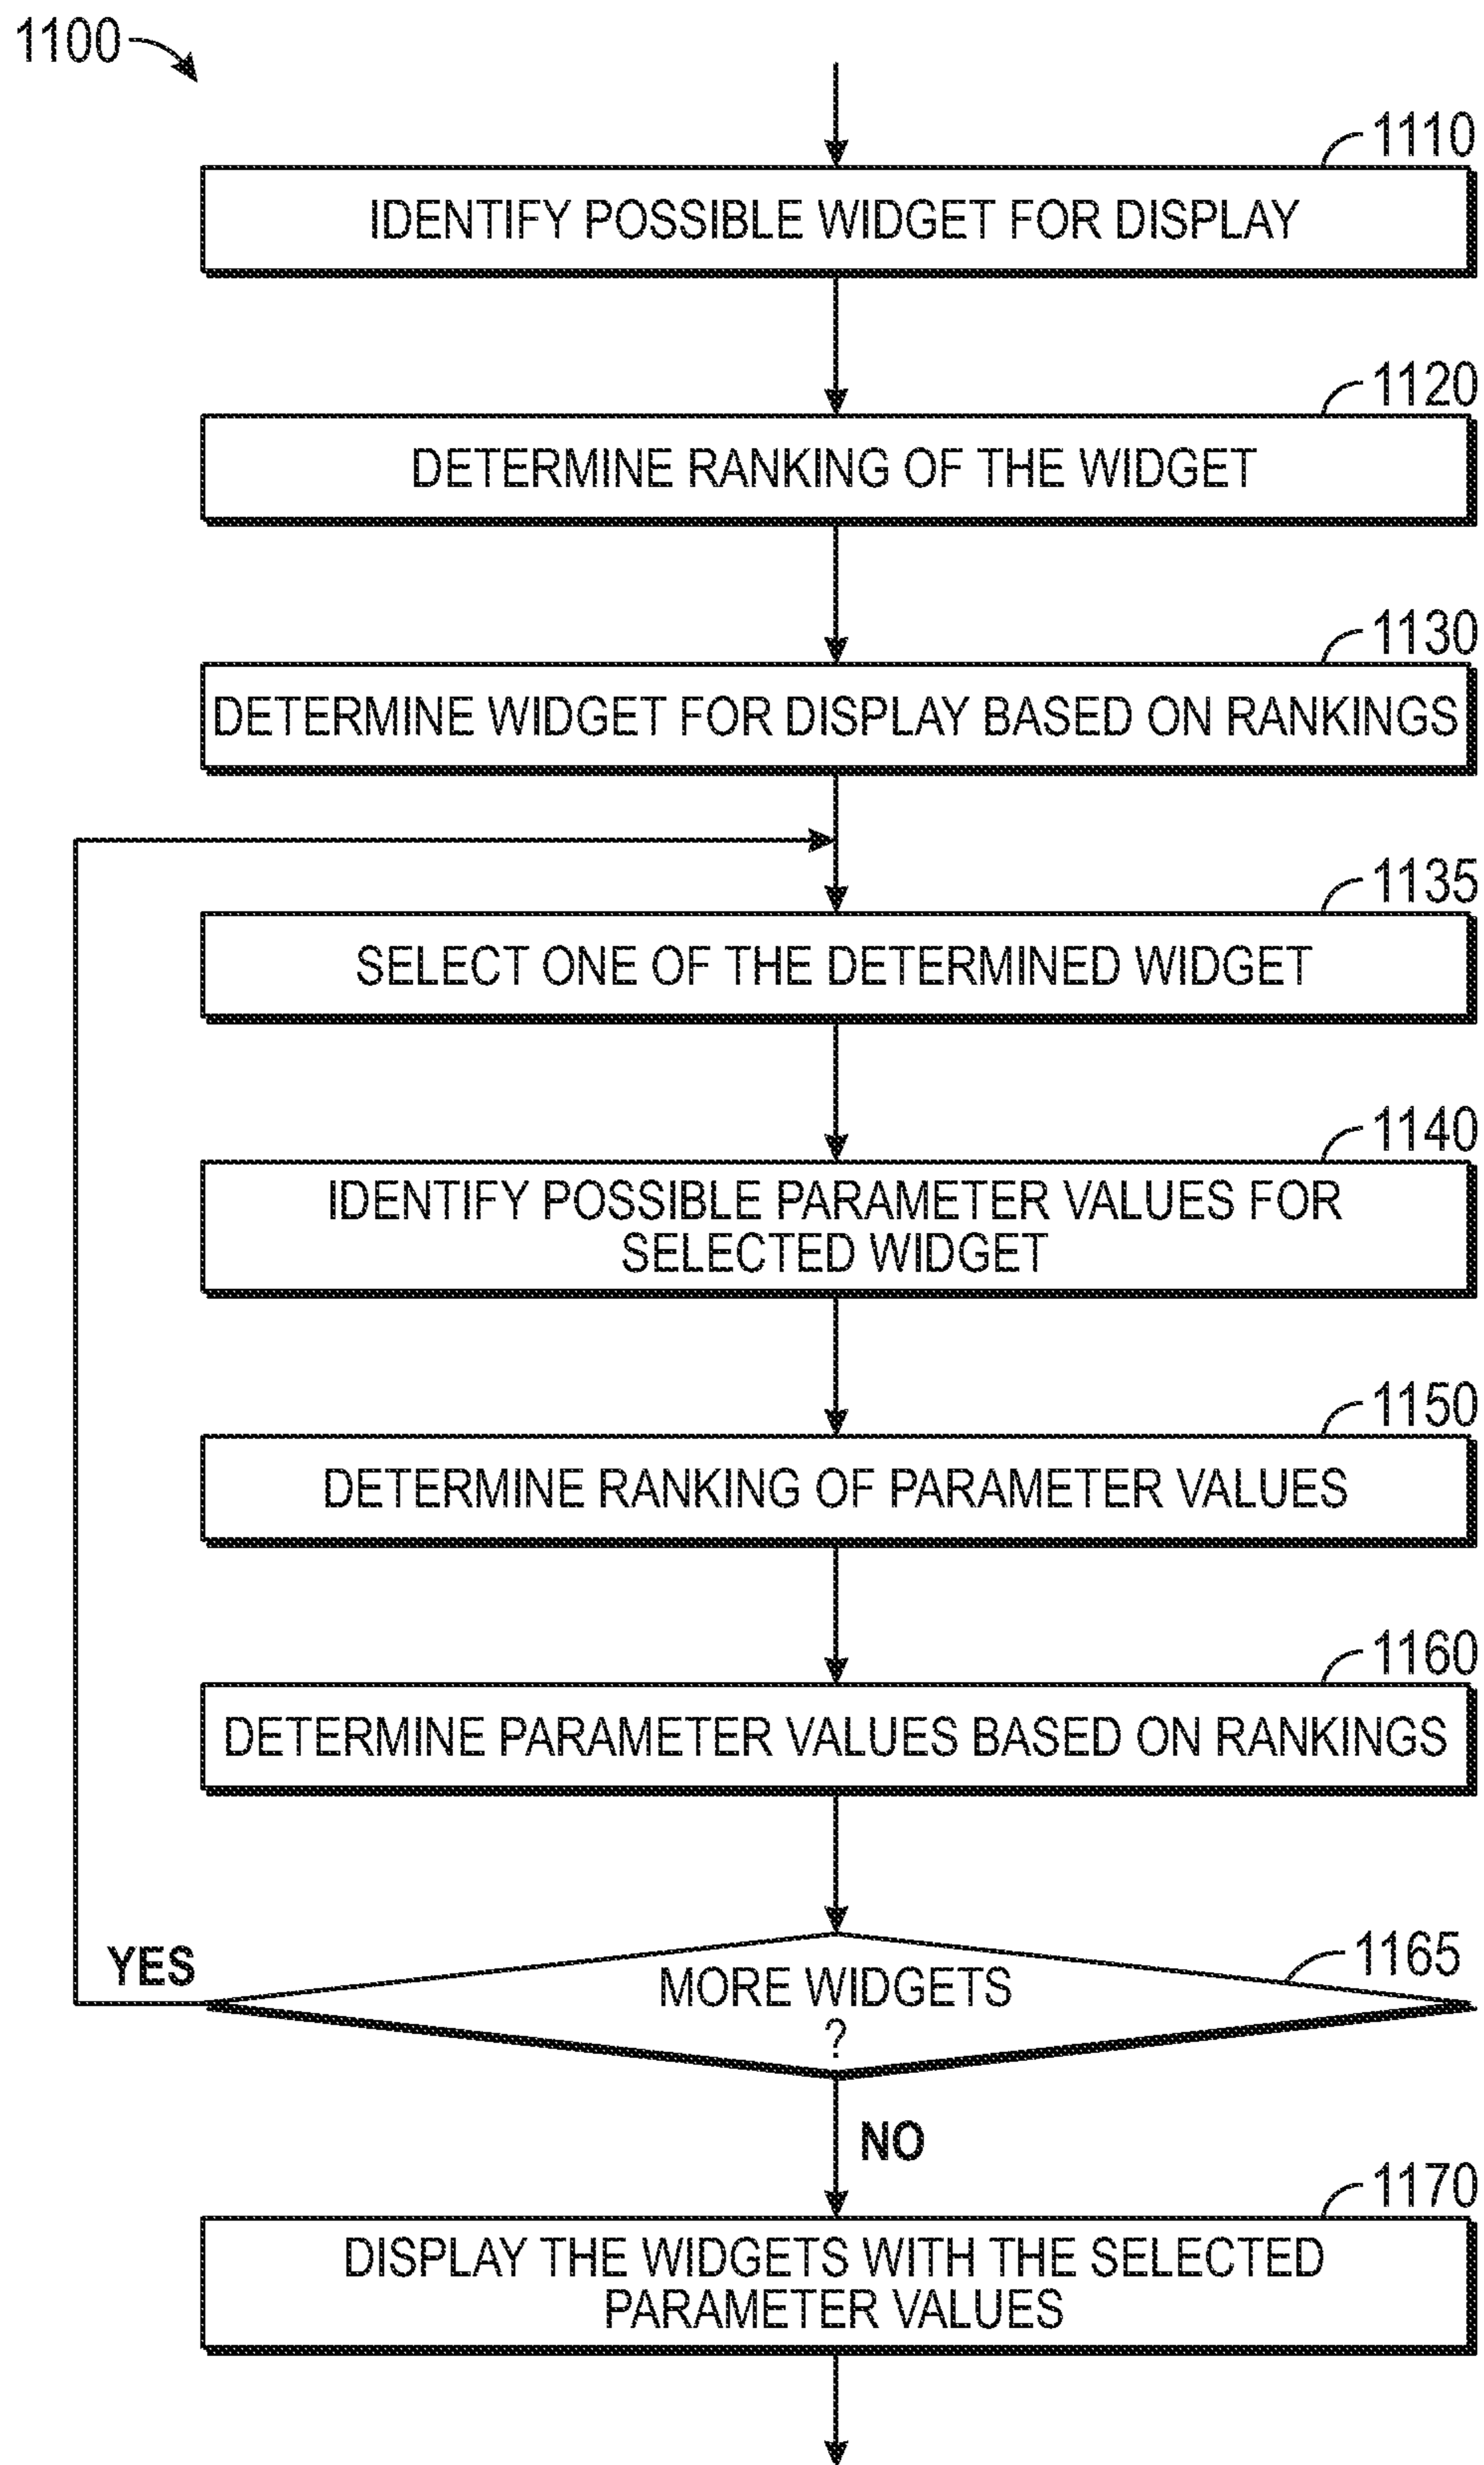 1100
1110
IDENTIFY POSSIBLE WIDGET FOR DISPLAY
1120
DETERMINE RANKING OF THE WIDGET
1130
DETERMINE WIDGET FOR DISPLAY BASED ON RANKINGS
1135
SELECT ONE OF THE DETERMINED WIDGET
1140
IDENTIFY POSSIBLE PARAMETER VALUES FOR
SELECTED WIDGET
1150
DETERMINE RANKING OF PARAMETER VALUES
1160
DETERMINE PARAMETER VALUES BASED ON RANKINGS
1165
YES
MORE WIDGETS
?
NO
1170
DISPLAY THE WIDGETS WITH THE SELECTED
PARAMETER VALUES